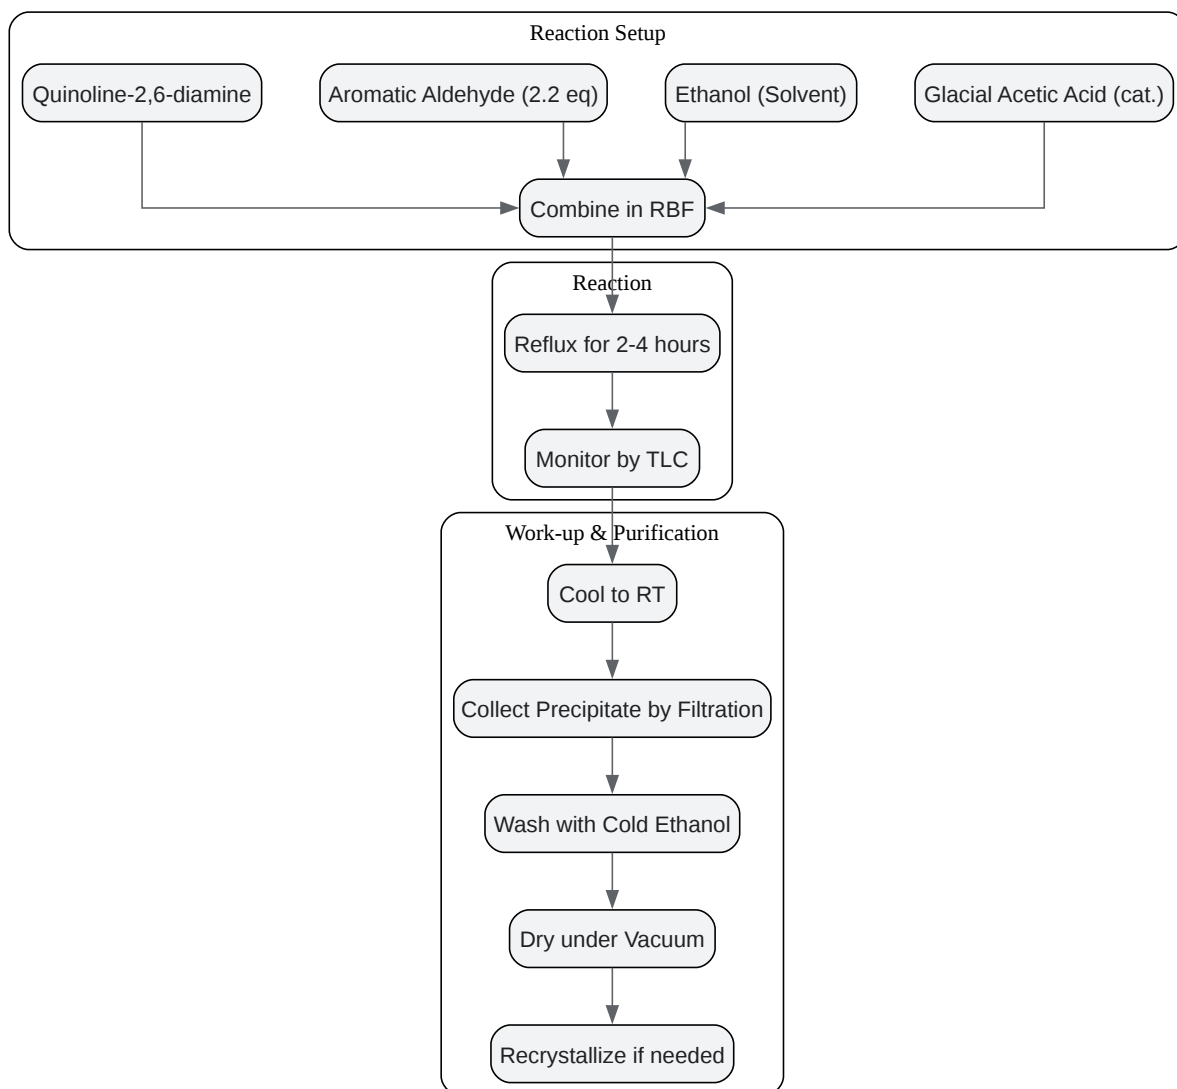 Reaction Setup
Quinoline-2,6-diamine
Aromatic Aldehyde (2.2 eq)
Ethanol (Solvent)
Glacial Acetic Acid (cat.)
Combine in RBF
Reaction
Reflux for 2-4 hours
Monitor by TLC
Work-up & Purification
Cool to RT
Collect Precipitate by Filtration
Wash with Cold Ethanol
Dry under Vacuum
Recrystallize if needed